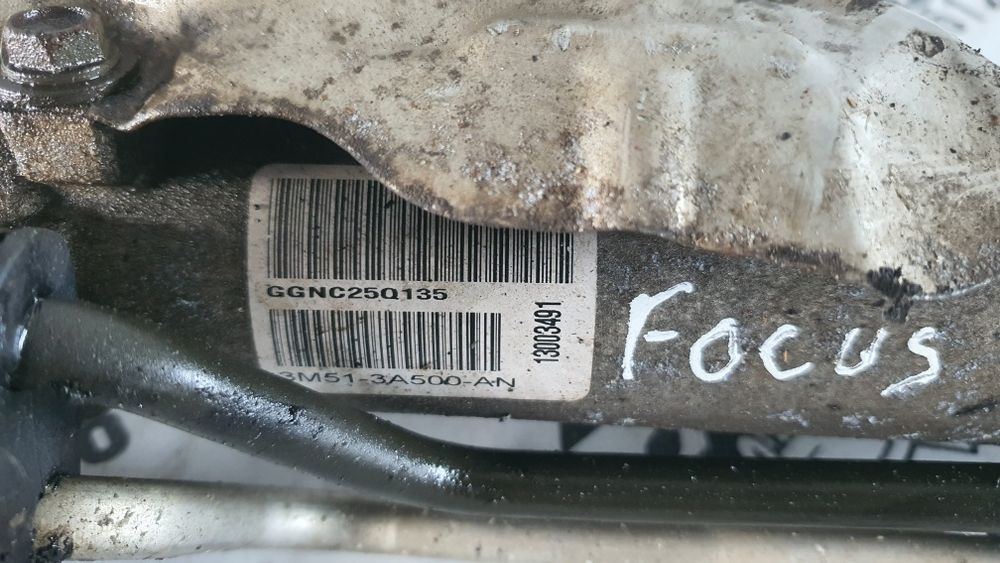 GGNC25Q135
13003491
3M51-3A500-AN
Focus